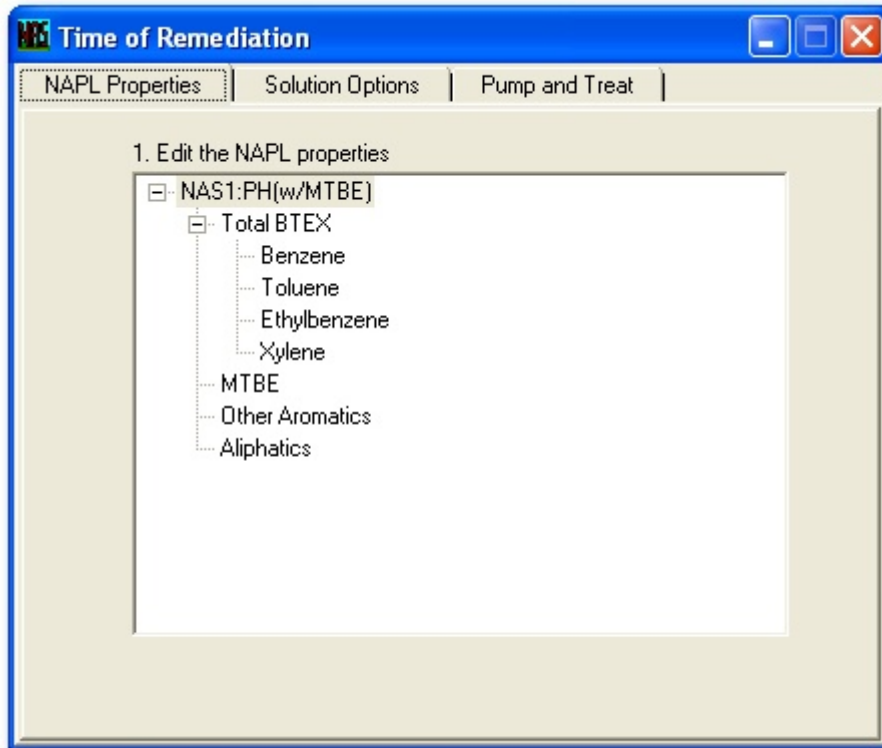 NAS Time of Remediation
NAPL Properties Solution Options Pump and Treat
1. Edit the NAPL properties
NAS1:PH(w/MTBE)
Total BTEX
Benzene
Toluene
Ethylbenzene
Xylene
MTBE
Other Aromatics
Aliphatics